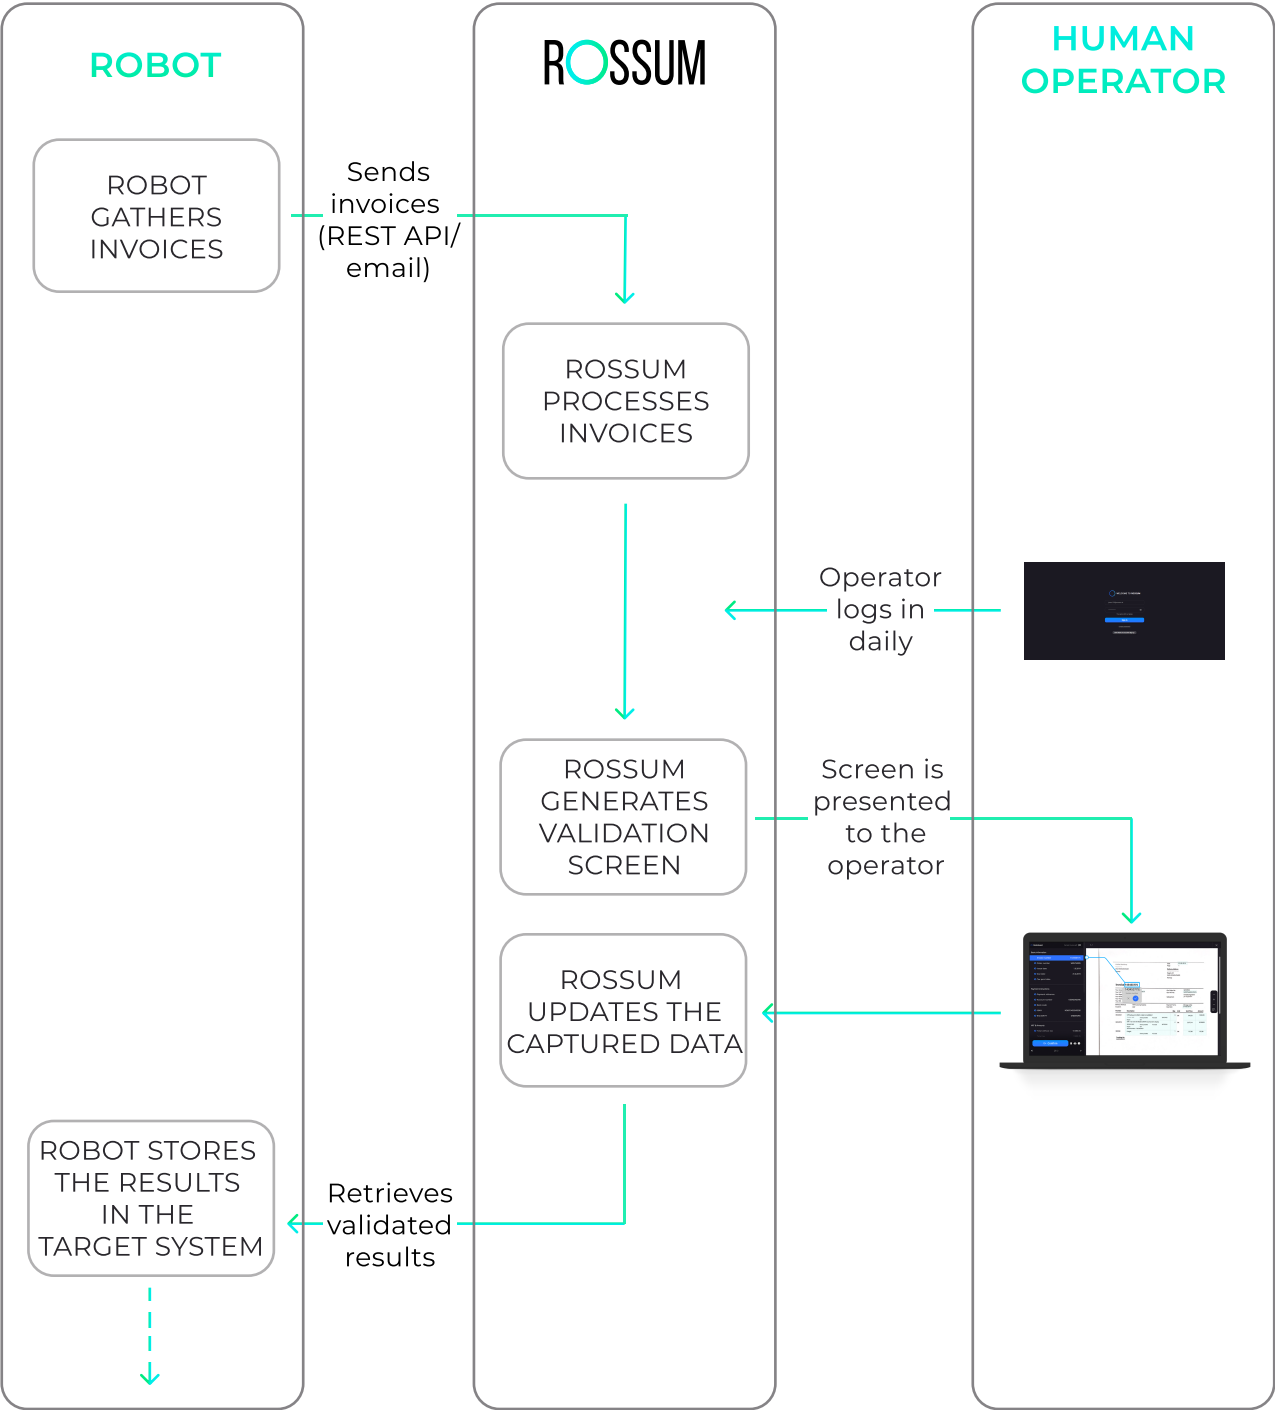 ROBOT
ROSSUM
HUMAN
OPERATOR
ROBOT
GATHERS
INVOICES
Sends
invoices
(REST API/
email)
ROSSUM
PROCESSES
INVOICES
Operator
logs in
daily
ROSSUM
GENERATES
VALIDATION
SCREEN
Screen is
presented
to the
operator
ROSSUM
UPDATES THE
CAPTURED DATA
ROBOT STORES
THE RESULTS
IN THE
TARGET SYSTEM
Retrieves
validated
results